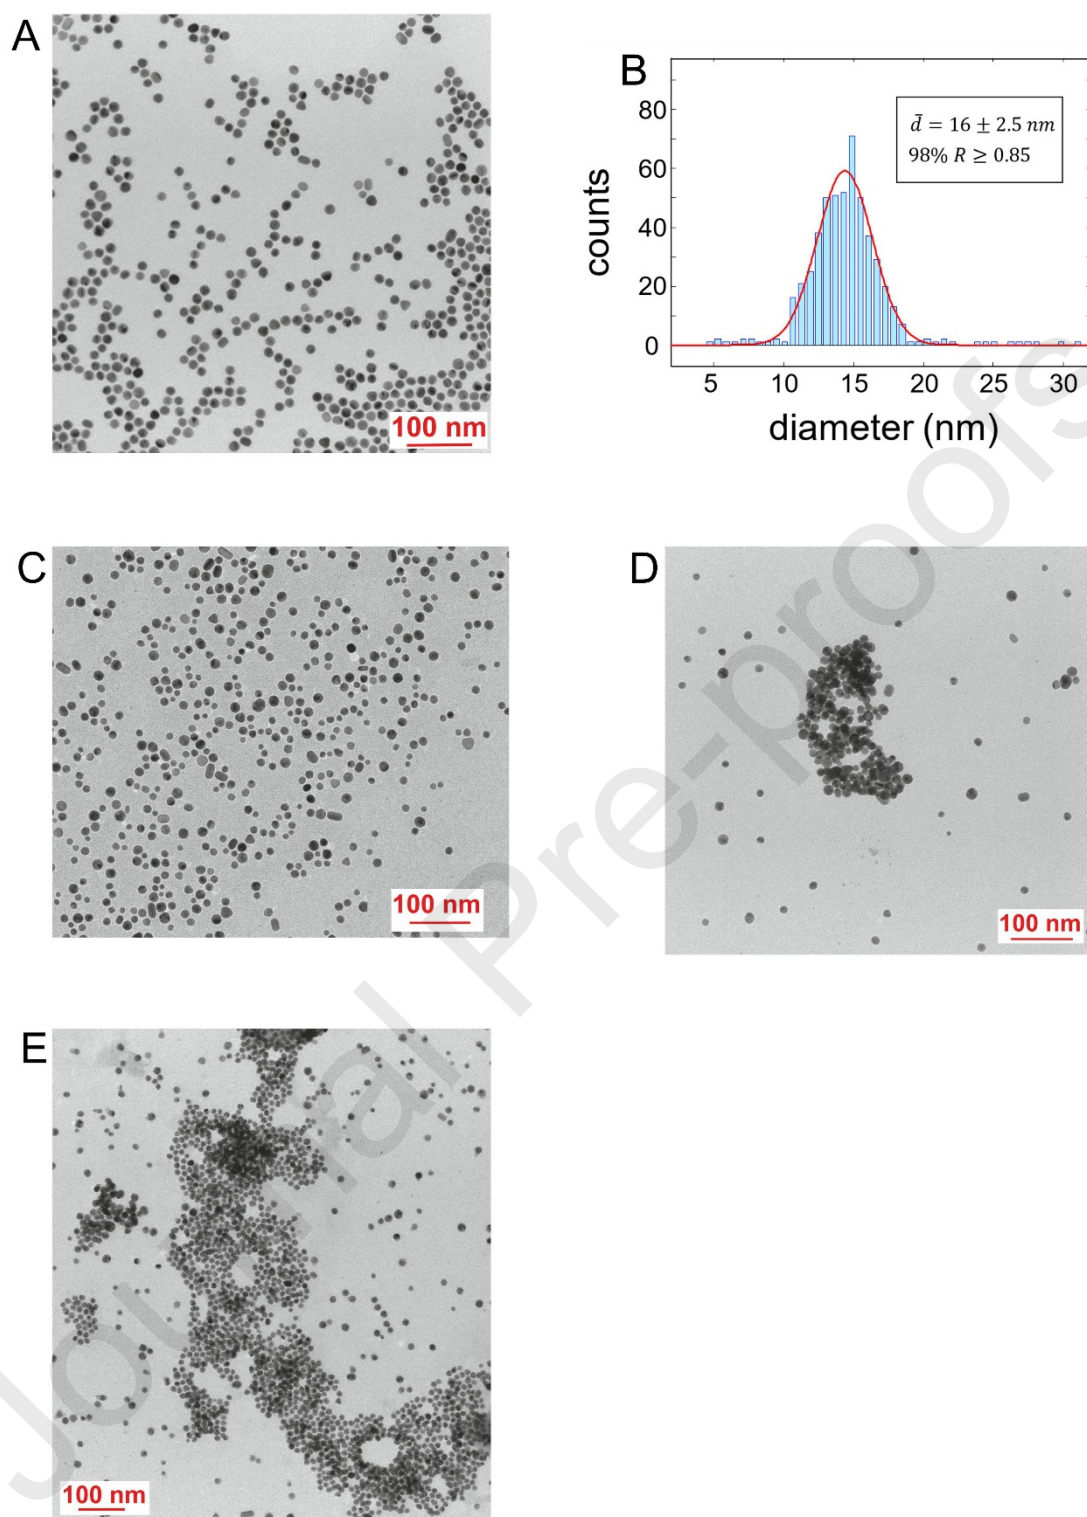 A
100 nm
B
counts
80
60
40
20
0
d̄ = 16 ± 2.5 nm
98% R ≥ 0.85
5 10 15 20 25 30
diameter (nm)
C
100 nm
D
100 nm
E
100 nm
Journal Pre-proofs